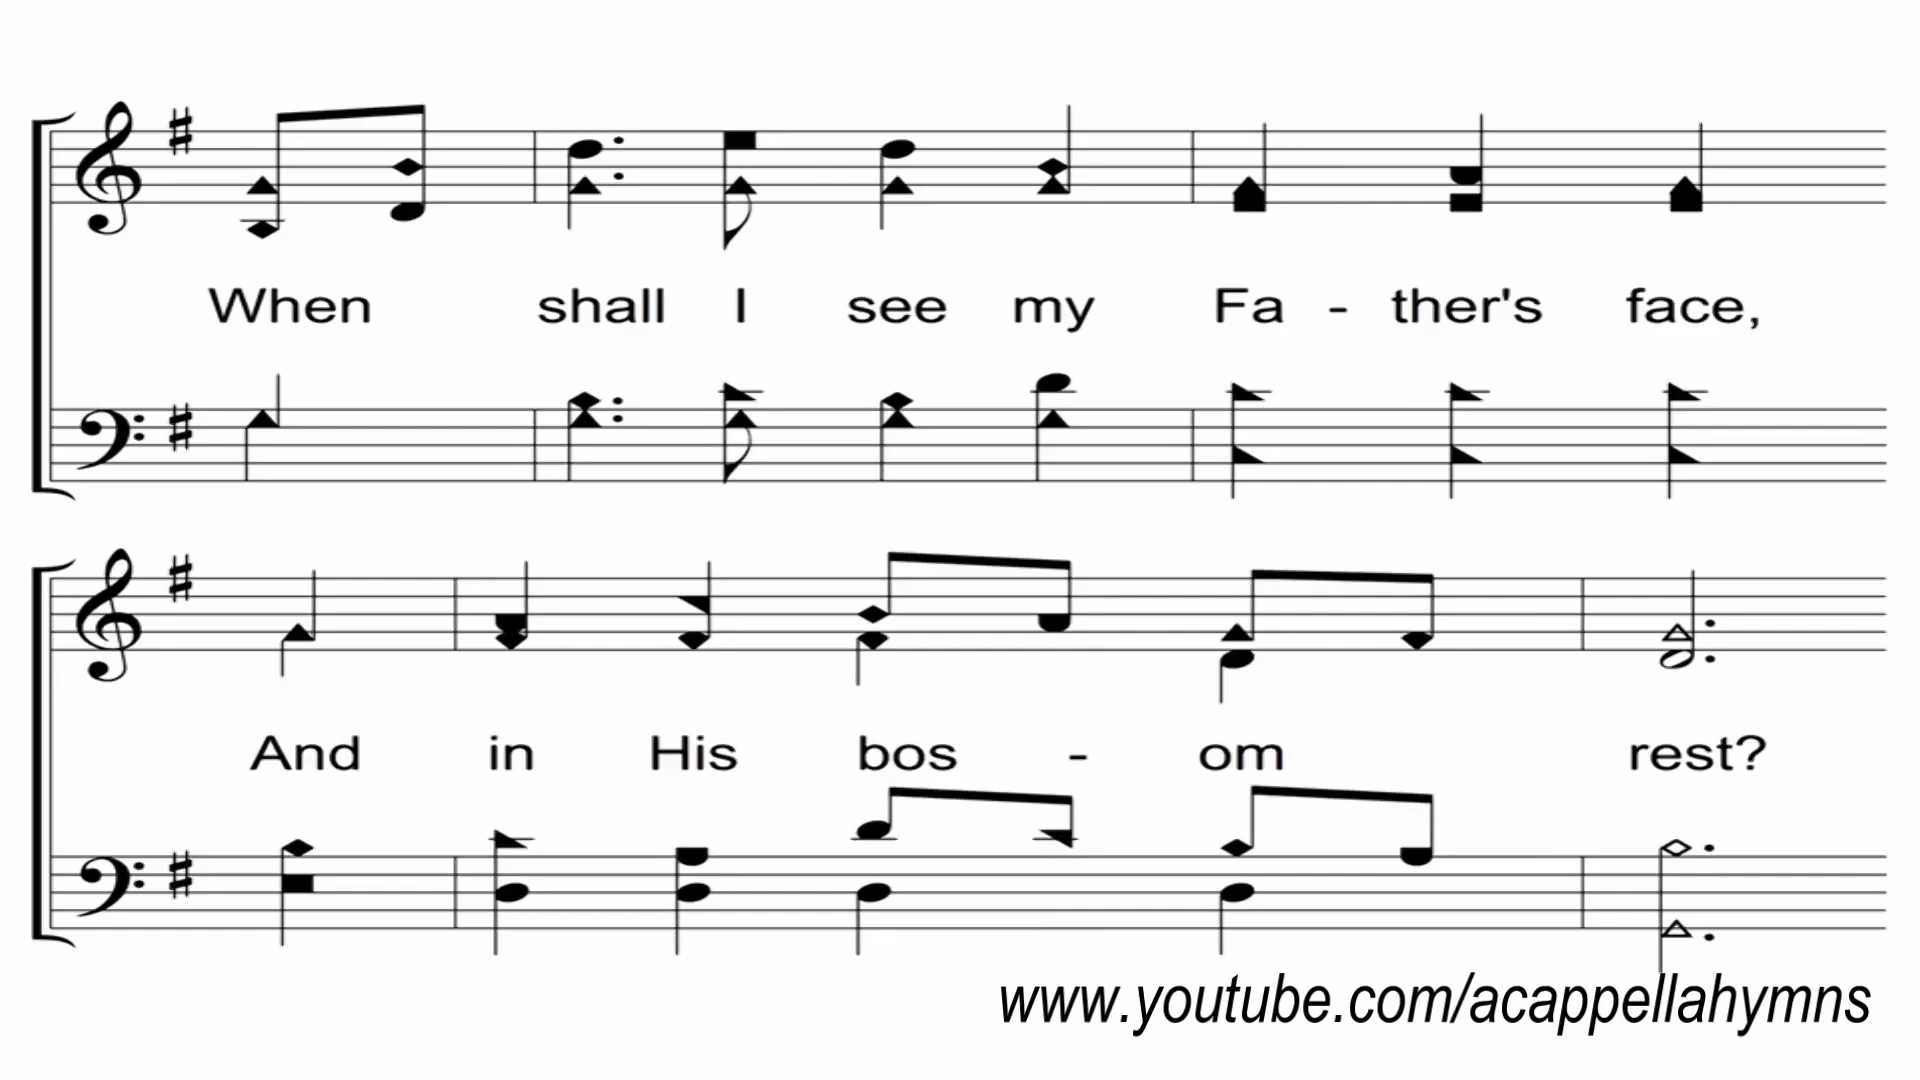 When shall I see my Fa - ther's face,
And in His bos - om rest?
www.youtube.com/acappellahymns